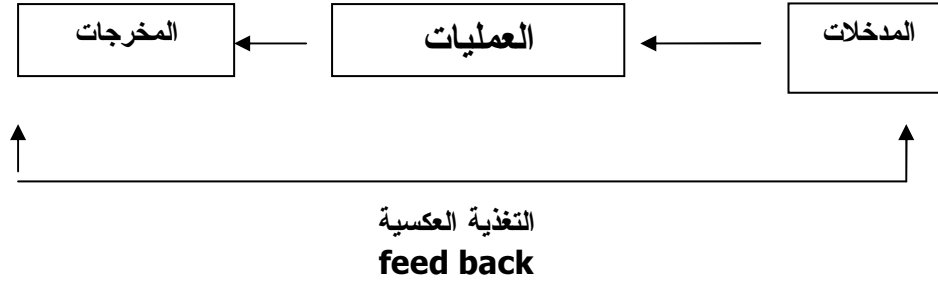 المدخلات
العمليات
المخرجات
التغذية العكسية
feed back